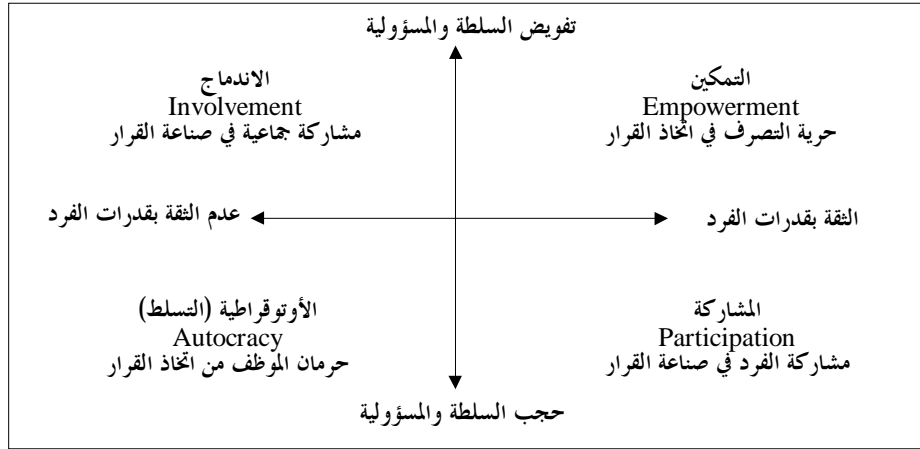 تفويض السلطة والمسؤولية
التمكين
Empowerment
حرية التصرف في اتخاذ القرار
الاندماج
Involvement
مشاركة جماعية في صناعة القرار
الثقة بقدرات الفرد
عدم الثقة بقدرات الفرد
المشاركة
Participation
مشاركة الفرد في صناعة القرار
الأوتوقراطية (التسلط)
Autocracy
حرمان الموظف من اتخاذ القرار
حجب السلطة والمسؤولية